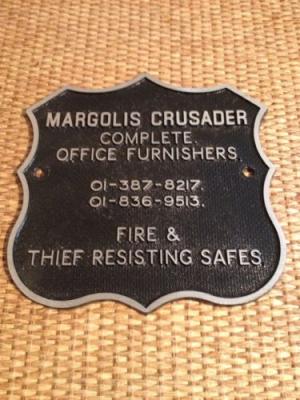 MARGOLIS CRUSADER
COMPLETE.
OFFICE FURNISHERS.
01-387-8217.
01-836-9513.
FIRE &
THIEF RESISTING SAFES